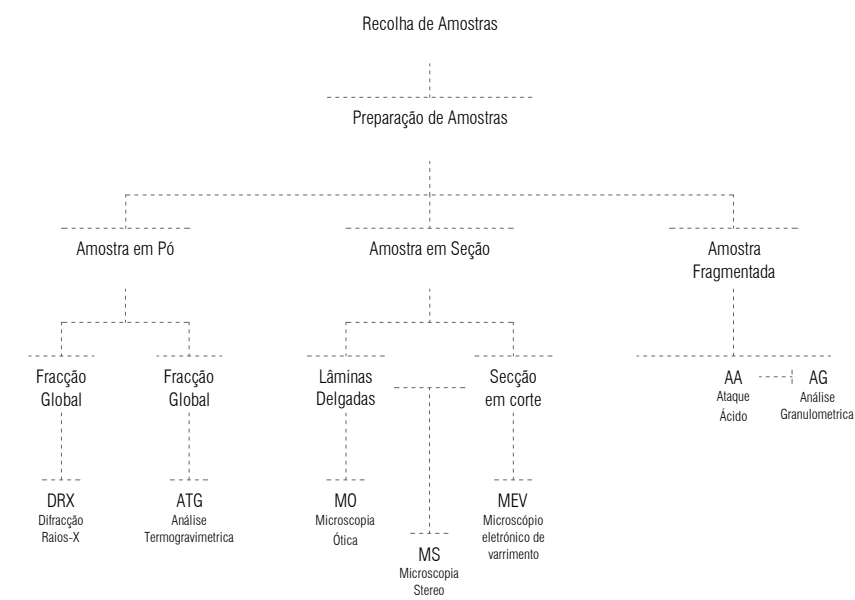 Recolha de Amostras
Preparação de Amostras
Amostra em Pó
Amostra em Seção
Amostra
Fragmentada
Fracção
Global
Fracção
Global
Lâminas
Delgadas
Secção
em corte
AA
Ataque
Ácido
AG
Análise
Granulometrica
DRX
Difracção
Raios-X
ATG
Análise
Termogravimetrica
MO
Microscopia
Ótica
MS
Microscopia
Stereo
MEV
Microscópio
eletrónico de
varrimento